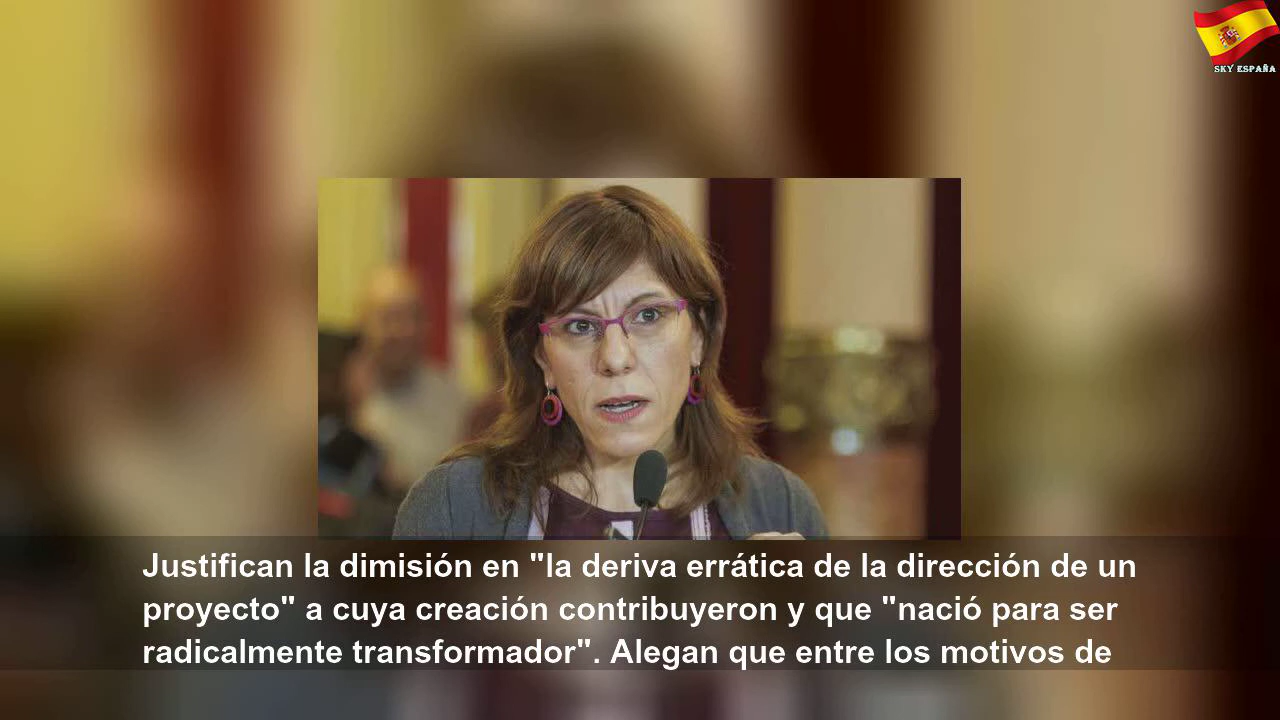 SKY ESPAÑA
Justifican la dimisión en "la deriva errática de la dirección de un
proyecto" a cuya creación contribuyeron y que "nació para ser
radicalmente transformador". Alegan que entre los motivos de